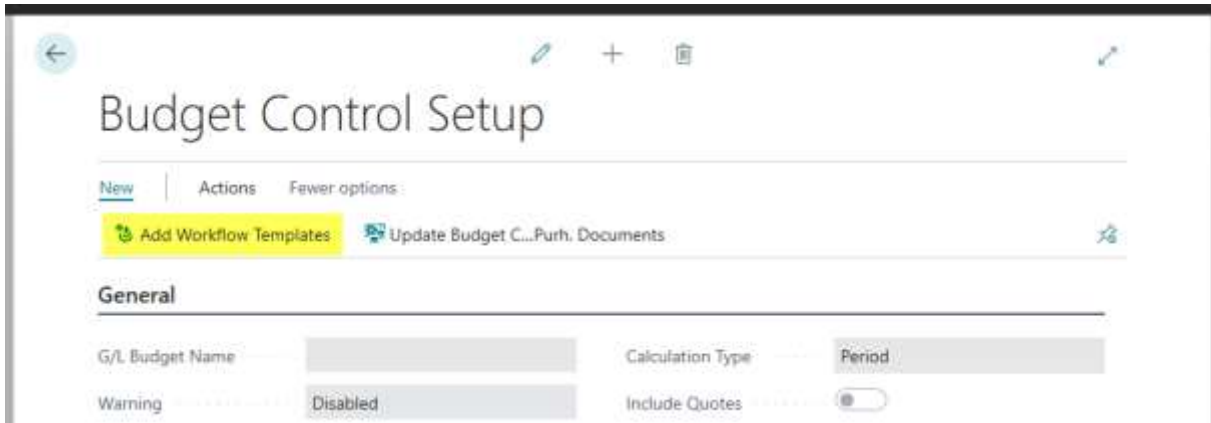 Budget Control Setup
New Actions Fewer options
Add Workflow Templates Update Budget C...Purh. Documents
General
G/L Budget Name Calculation Type Period
Warning Disabled Include Quotes